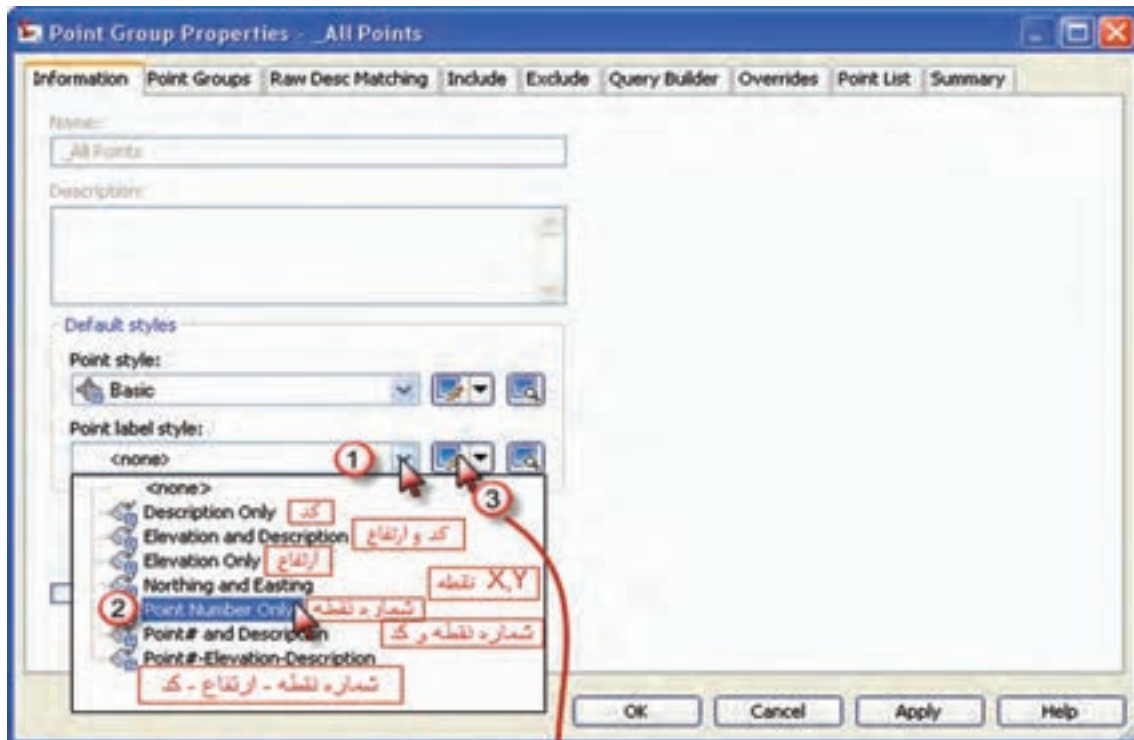 Point Group Properties - _All Points
Information Point Groups Raw Desc Matching Include Exclude Query Builder Overrides Point List Summary
Name:
_All Points
Description:
Default styles
Point style:
Basic
Point label style:
<none>
1
3
<none>
Description Only کد
Elevation and Description کد و ارتفاع
Elevation Only ارتفاع
Northing and Easting نقطه X,Y
2 Point Number Only شماره نقطه
Point# and Description شماره نقطه و کد
Point#-Elevation-Description
شماره نقطه - ارتفاع - کد
OK Cancel Apply Help